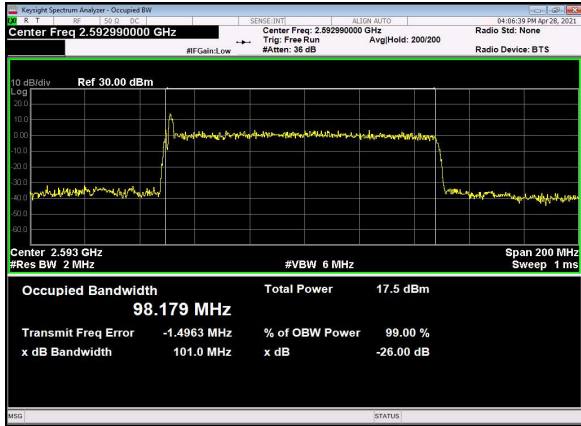 Keysight Spectrum Analyzer - Occupied BW
LXI R T RF 50 Ω DC SENSE:INT ALIGN AUTO 04:06:39 PM Apr 28, 2021
Center Freq 2.592990000 GHz Center Freq: 2.592990000 GHz Radio Std: None
Trig: Free Run Avg|Hold: 200/200
#IFGain:Low #Atten: 36 dB Radio Device: BTS
10 dB/div Ref 30.00 dBm
Log
20.0
10.0
0.00
-10.0
-20.0
-30.0
-40.0
-50.0
-60.0
Center 2.593 GHz Span 200 MHz
#Res BW 2 MHz #VBW 6 MHz Sweep 1 ms
Occupied Bandwidth Total Power 17.5 dBm
98.179 MHz
Transmit Freq Error -1.4963 MHz % of OBW Power 99.00 %
x dB Bandwidth 101.0 MHz x dB -26.00 dB
MSG STATUS